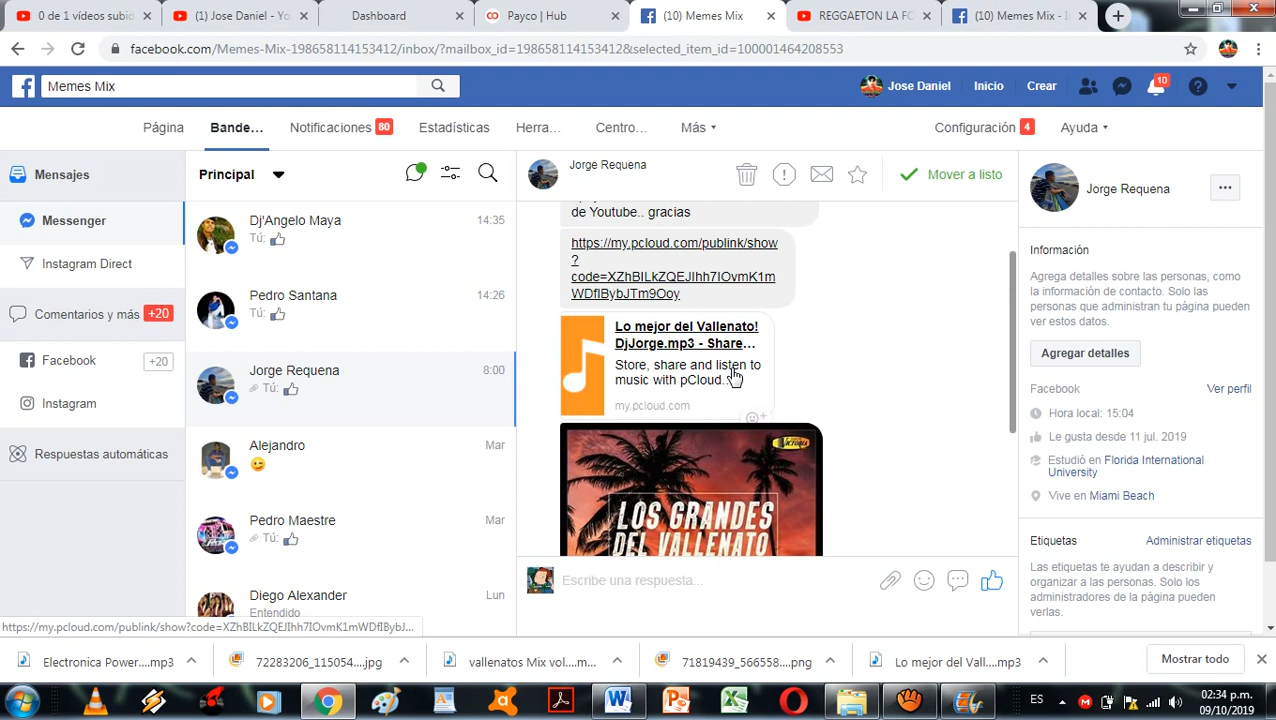 0 de 1 vídeo subid
(1) Jose Daniel - Yo
Dashboard
Payco | Inicio
(10) Memes Mix
REGGAETON LA FO
(10) Memes Mix - I
facebook.com/Memes-Mix-198658114153412/inbox/?mailbox_id=198658114153412&selected_item_id=100001464208553
Memes Mix
Jose Daniel
Inicio
Crear
10
Página
Bande...
Notificaciones 80
Estadísticas
Herra...
Centro...
Más
Configuración 4
Ayuda
Mensajes
Messenger
Instagram Direct
Comentarios y más +20
Facebook +20
Instagram
Respuestas automáticas
Principal
Dj'Angelo Maya 14:35
Tú:
Pedro Santana 14:26
Tú:
Jorge Requena 8:00
Tú:
Alejandro Mar
Pedro Maestre Mar
Tú:
Diego Alexander Lun
Entendido
Jorge Requena
Mover a listo
de Youtube.. gracias
https://my.pcloud.com/publink/show
?
code=XZhBILkZQEJIhh7IOvmK1m
WDfIBybJTm9Ooy
Lo mejor del Vallenato!
DjJorge.mp3 - Share...
Store, share and listen to
music with pCloud.
my.pcloud.com
VICTORIA
LOS GRANDES
DEL VALLENATO
Escribe una respuesta...
Jorge Requena
Información
Agrega detalles sobre las personas, como
la información de contacto. Solo las
personas que administran tu página pueden
ver estos datos.
Agregar detalles
Facebook
Ver perfil
Hora local: 15:04
Le gusta desde 11 jul. 2019
Estudió en Florida International
University
Vive en Miami Beach
Etiquetas
Administrar etiquetas
Las etiquetas te ayudan a describir y
organizar a las personas. Solo los
administradores de la página pueden
verlas.
https://my.pcloud.com/publink/show?code=XZhBILkZQEJIhh7IOvmK1mWDfIBybJ...
Electronica Power....mp3
72283206_115054....jpg
vallenatos Mix vol....m...
71819439_566558....png
Lo mejor del Vall....mp3
Mostrar todo
ES
02:34 p.m.
09/10/2019